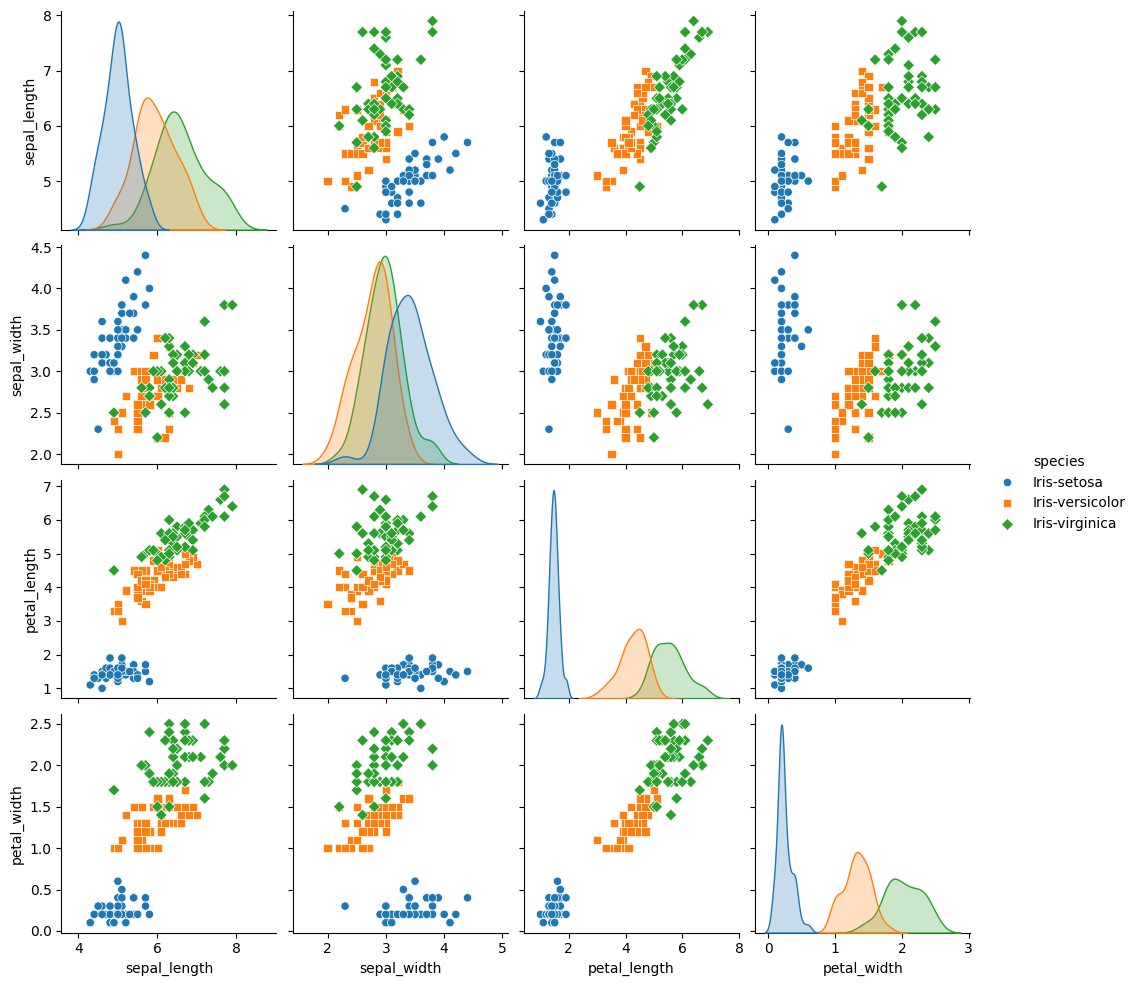 8
7
6
5
sepal_length
4.5
4.0
3.5
3.0
2.5
2.0
sepal_width
7
6
5
4
3
2
1
petal_length
2.5
2.0
1.5
1.0
0.5
0.0
petal_width
4 6 8
sepal_length
2 3 4 5
sepal_width
2 4 6 8
petal_length
0 1 2 3
petal_width
species
Iris-setosa
Iris-versicolor
Iris-virginica